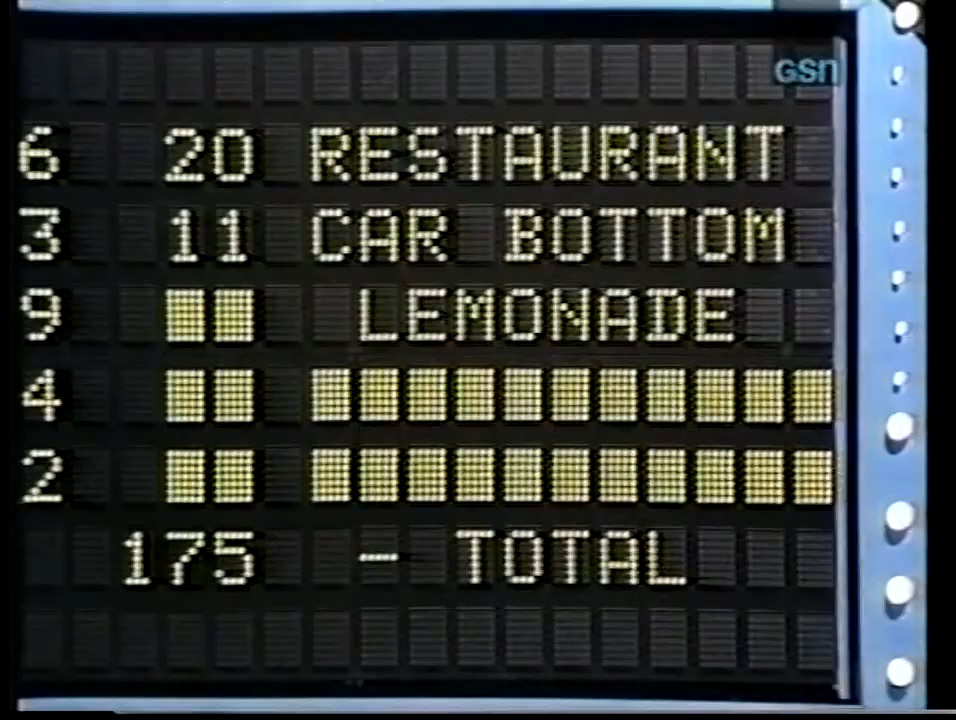 GSN
6 20 RESTAURANT
3 11 CAR BOTTOM
9 LEMONADE
4
2
175 - TOTAL